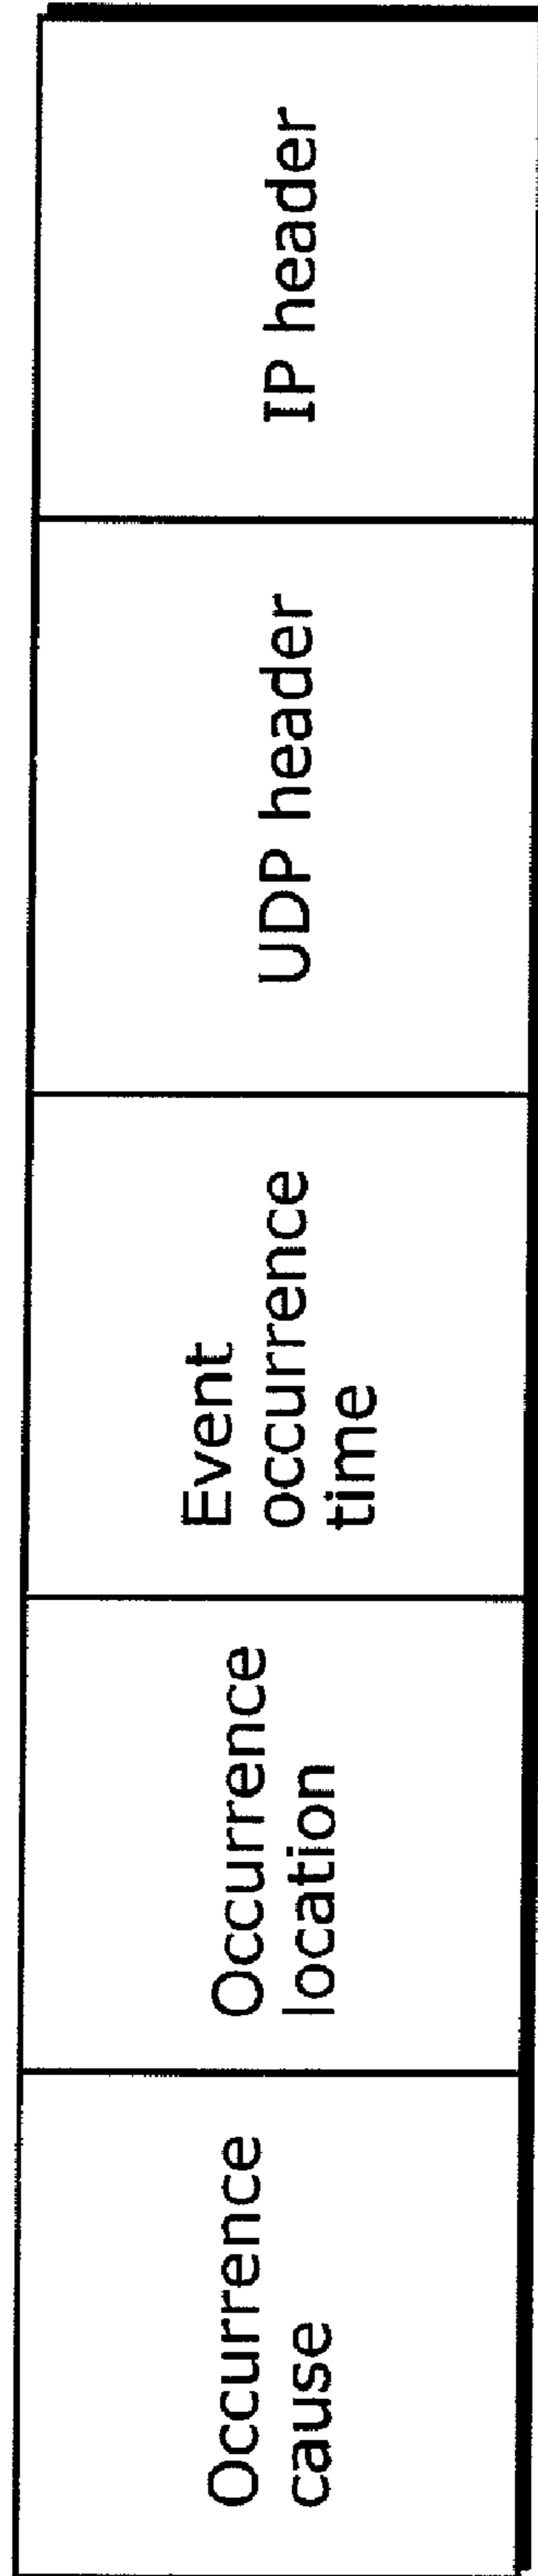 Occurrence
cause
Occurrence
location
Event
occurrence
time
UDP header
IP header